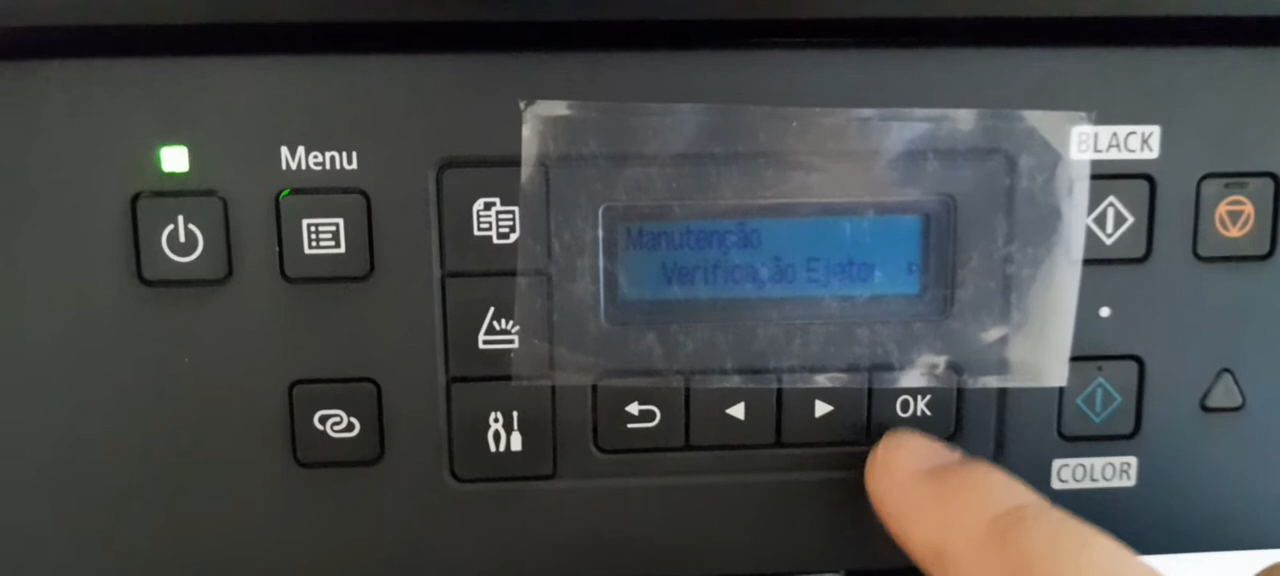 Menu
BLACK
Manutenção
Verificação Ejetor
OK
COLOR